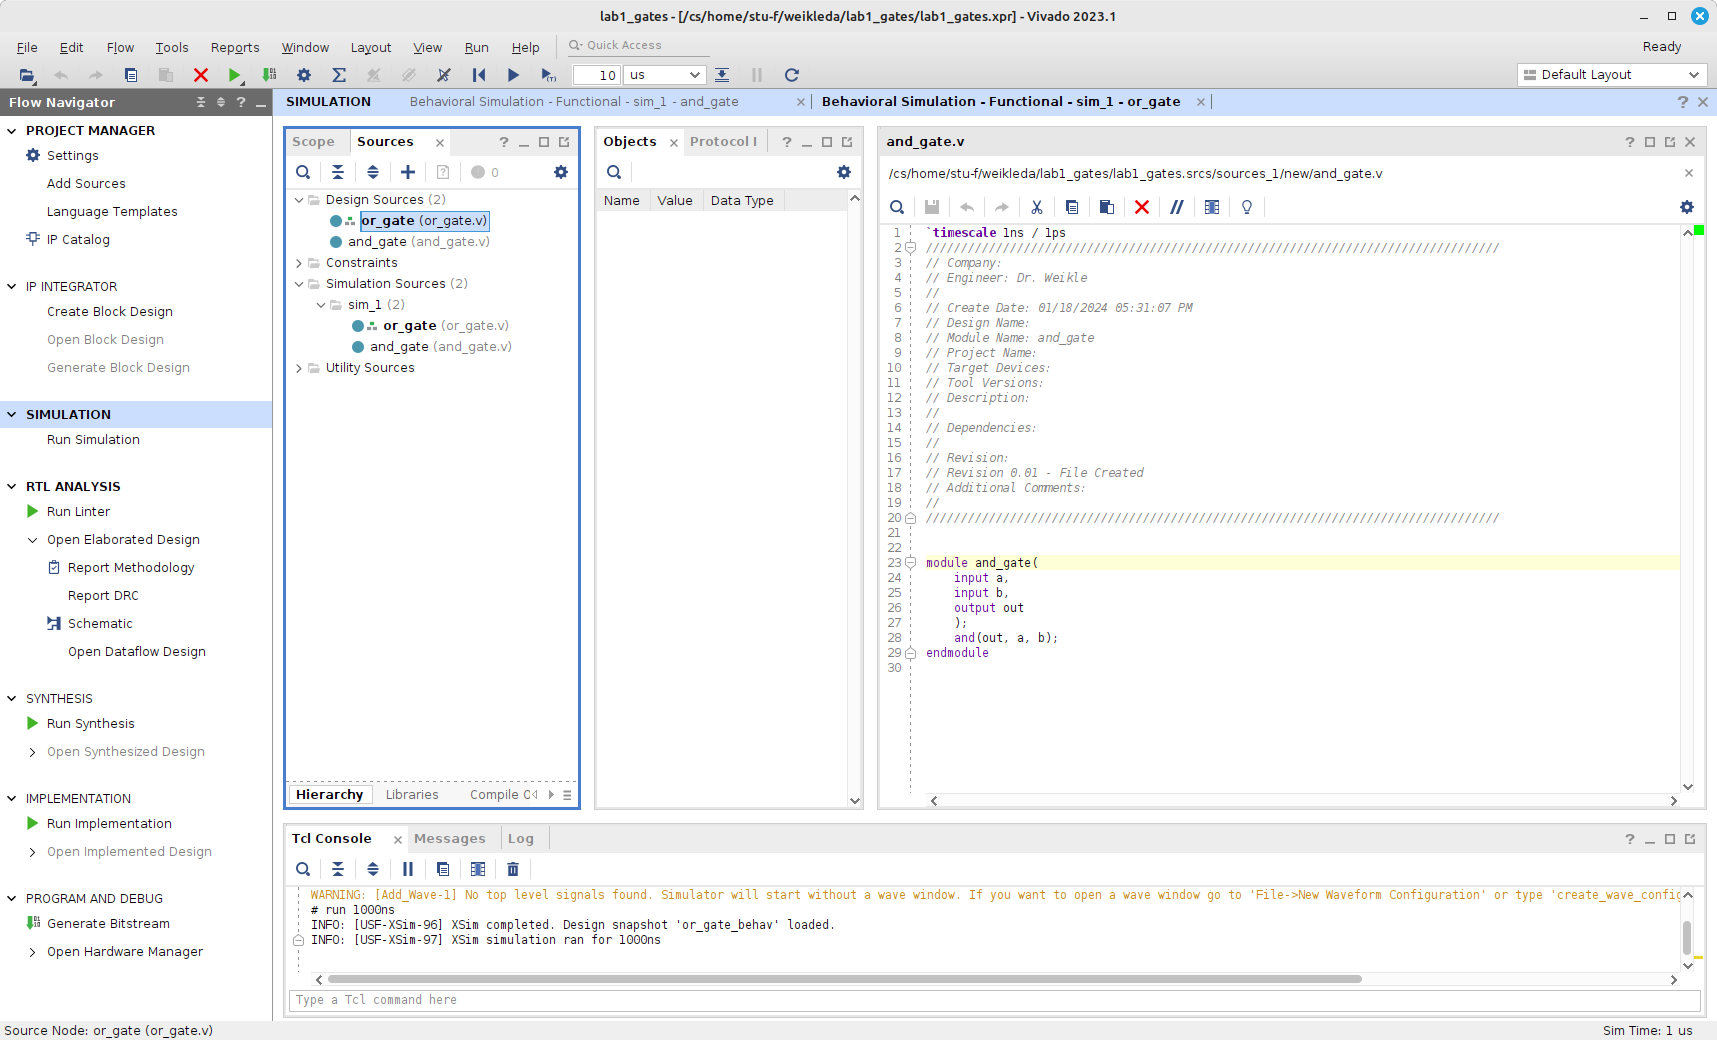 lab1_gates - [/cs/home/stu-f/weikleda/lab1_gates/lab1_gates.xpr] - Vivado 2023.1
File Edit Flow Tools Reports Window Layout View Run Help Quick Access Ready
10 us Default Layout
Flow Navigator
PROJECT MANAGER
Settings
Add Sources
Language Templates
IP Catalog
IP INTEGRATOR
Create Block Design
Open Block Design
Generate Block Design
SIMULATION
Run Simulation
RTL ANALYSIS
Run Linter
Open Elaborated Design
Report Methodology
Report DRC
Schematic
Open Dataflow Design
SYNTHESIS
Run Synthesis
Open Synthesized Design
IMPLEMENTATION
Run Implementation
Open Implemented Design
PROGRAM AND DEBUG
Generate Bitstream
Open Hardware Manager
SIMULATION Behavioral Simulation - Functional - sim_1 - and_gate Behavioral Simulation - Functional - sim_1 - or_gate
Scope Sources
0
Design Sources (2)
or_gate (or_gate.v)
and_gate (and_gate.v)
Constraints
Simulation Sources (2)
sim_1 (2)
or_gate (or_gate.v)
and_gate (and_gate.v)
Utility Sources
Hierarchy Libraries Compile
Objects Protocol I
Name Value Data Type
and_gate.v
/cs/home/stu-f/weikleda/lab1_gates/lab1_gates.srcs/sources_1/new/and_gate.v
1 `timescale 1ns / 1ps
2 //////////////////////////////////////////////////////////////////////////////////
3 // Company:
4 // Engineer: Dr. Weikle
5 //
6 // Create Date: 01/18/2024 05:31:07 PM
7 // Design Name:
8 // Module Name: and_gate
9 // Project Name:
10 // Target Devices:
11 // Tool Versions:
12 // Description:
13 //
14 // Dependencies:
15 //
16 // Revision:
17 // Revision 0.01 - File Created
18 // Additional Comments:
19 //
20 //////////////////////////////////////////////////////////////////////////////////
21
22
23 module and_gate(
24 input a,
25 input b,
26 output out
27 );
28 and(out, a, b);
29 endmodule
30
Tcl Console Messages Log
WARNING: [Add_Wave-1] No top level signals found. Simulator will start without a wave window. If you want to open a wave window go to 'File->New Waveform Configuration' or type 'create_wave_config
# run 1000ns
INFO: [USF-XSim-96] XSim completed. Design snapshot 'or_gate_behav' loaded.
INFO: [USF-XSim-97] XSim simulation ran for 1000ns
Type a Tcl command here
Source Node: or_gate (or_gate.v) Sim Time: 1 us